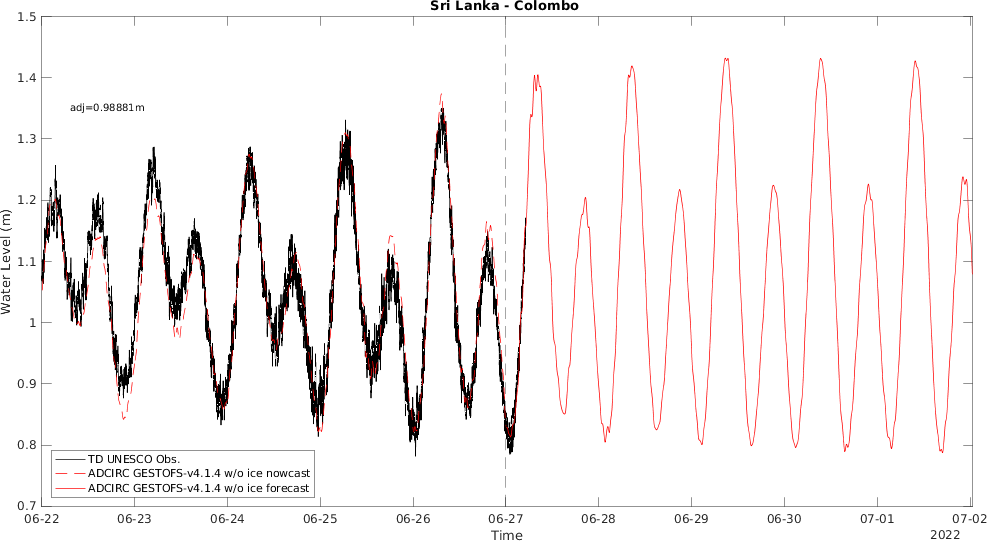 Sri Lanka - Colombo
1.5
1.4
1.3
1.2
1.1
1
0.9
0.8
0.7
Water Level (m)
adj=0.98881m
TD UNESCO Obs.
ADCIRC GESTOFS-v4.1.4 w/o ice nowcast
ADCIRC GESTOFS-v4.1.4 w/o ice forecast
06-22 06-23 06-24 06-25 06-26 06-27 06-28 06-29 06-30 07-01 07-02
Time
2022